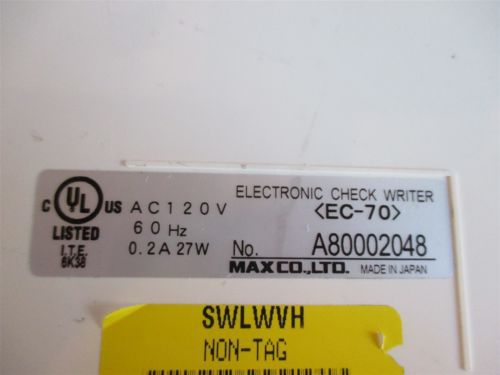 ELECTRONIC CHECK WRITER
<EC-70>
C UL US
LISTED
I.T.E.
8K38
AC120V
60Hz
0.2A 27W
No. A80002048
MAX CO., LTD. MADE IN JAPAN
SWLWVH
NON-TAG